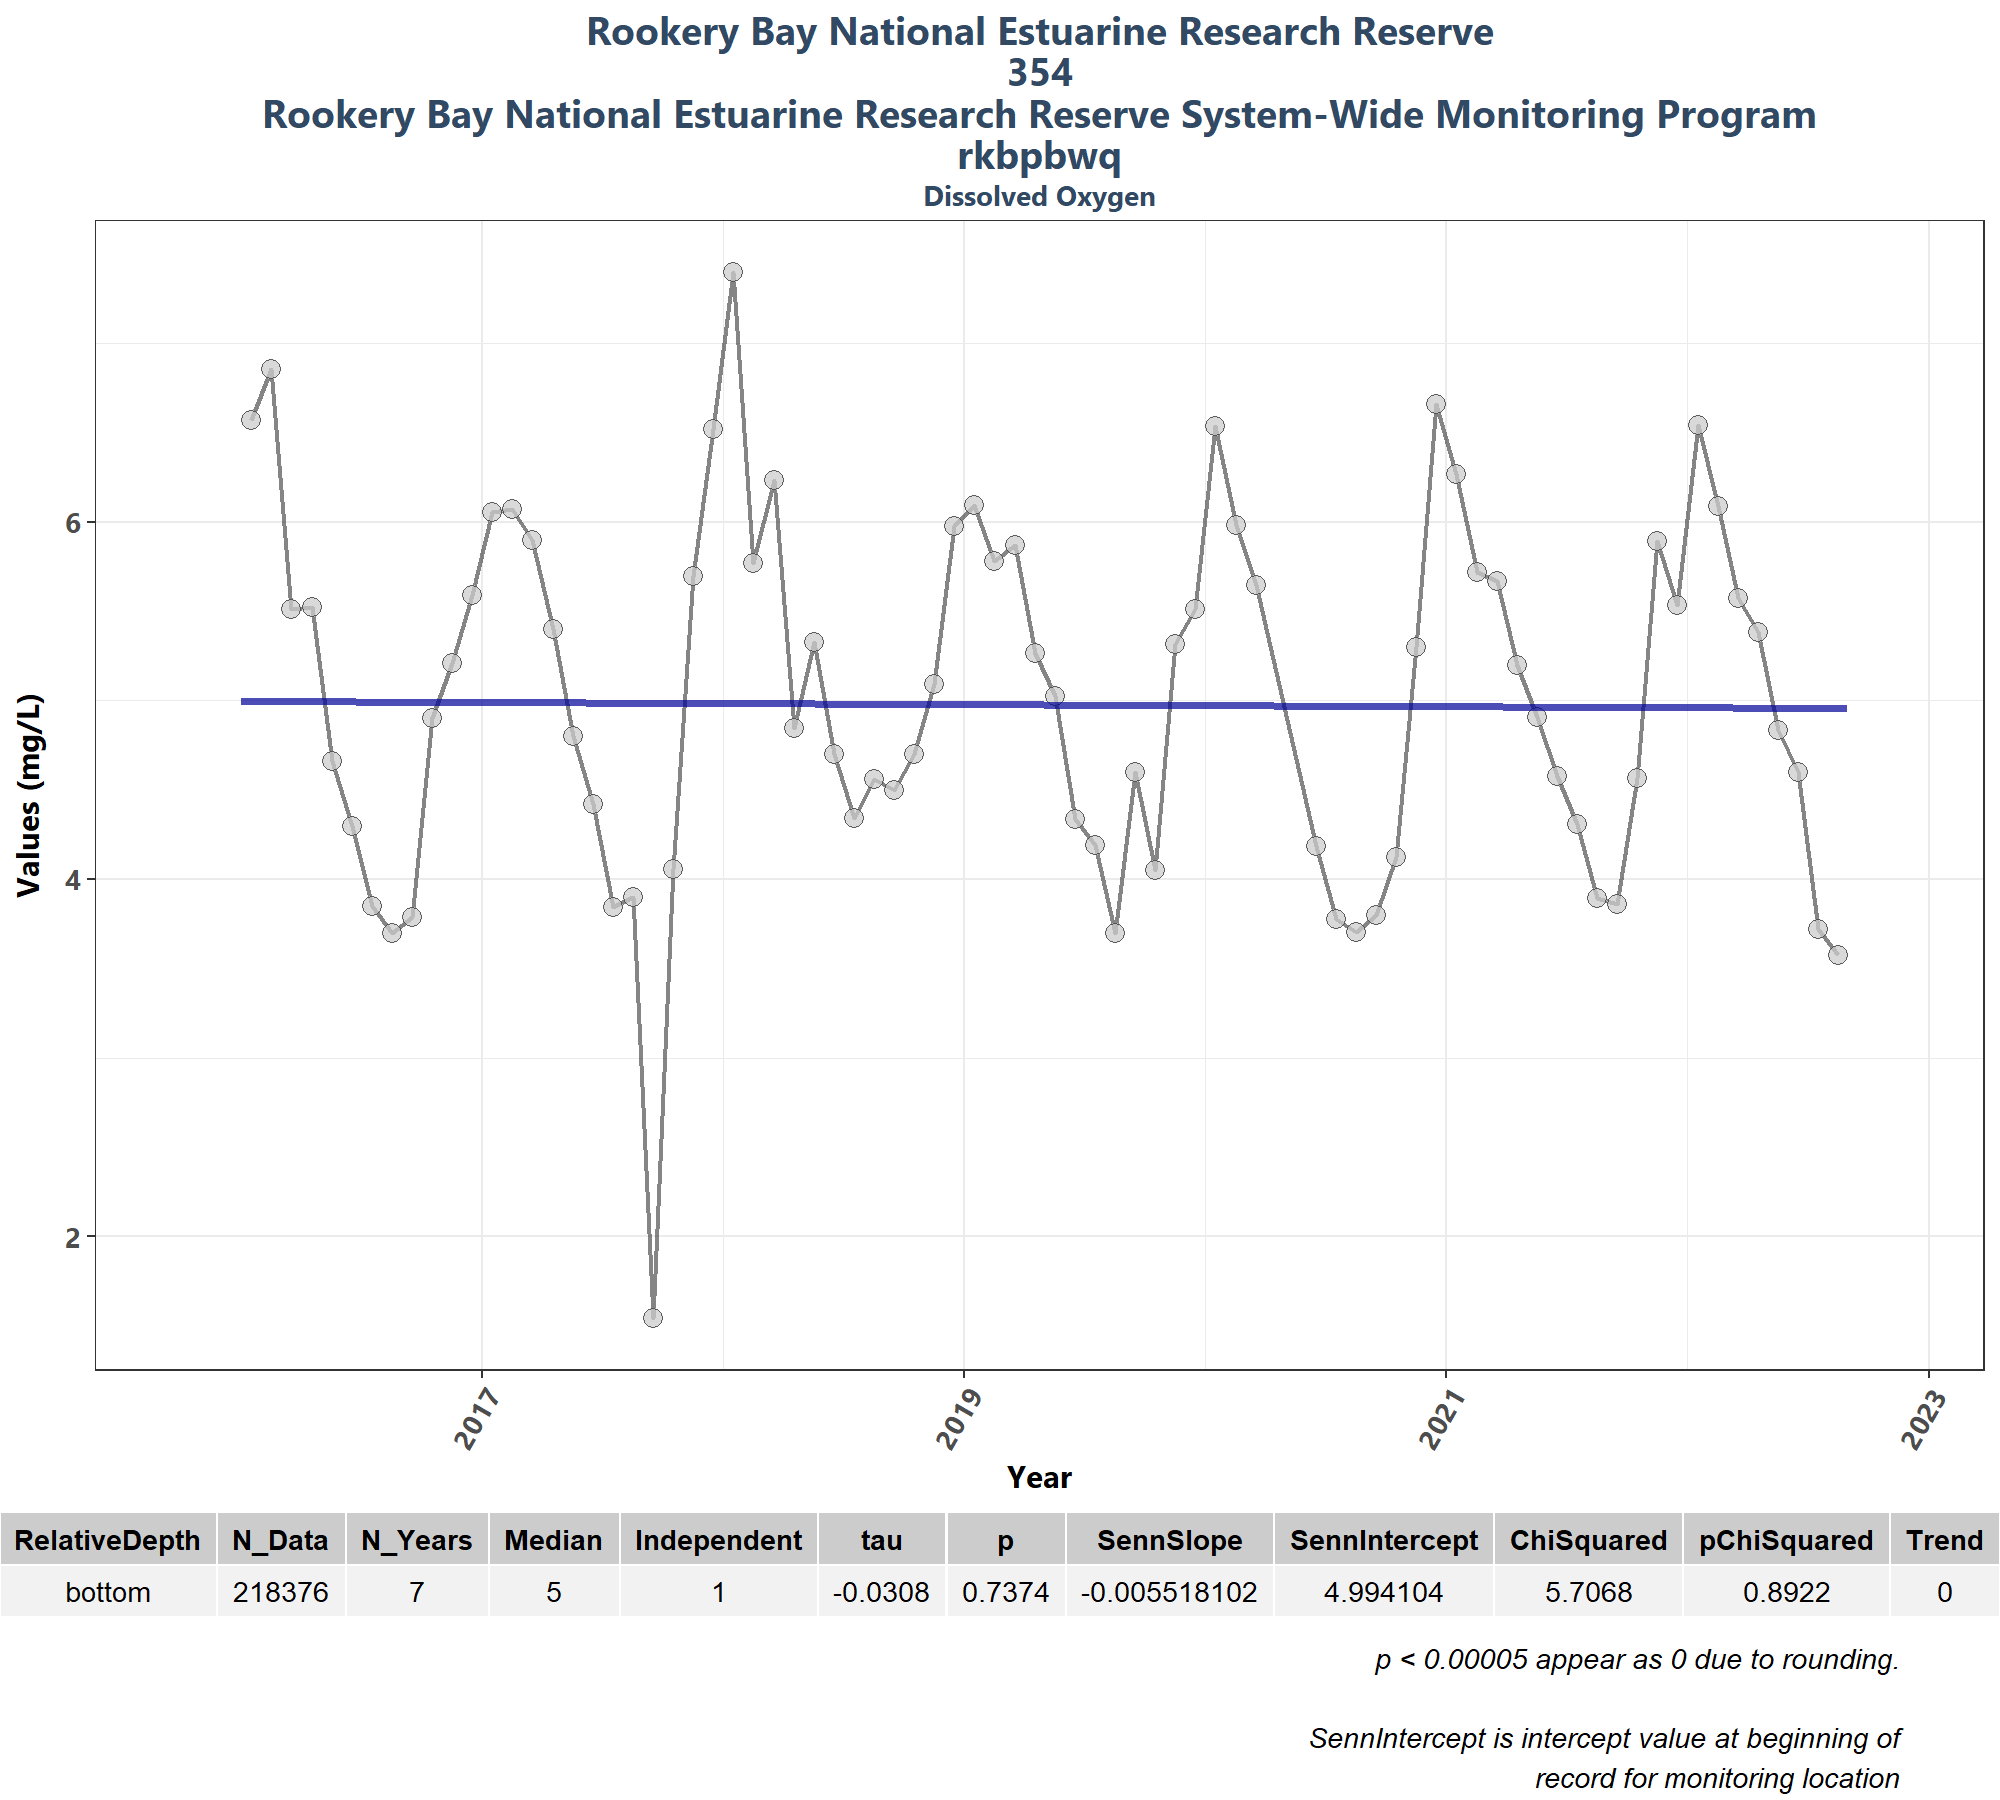 Rookery Bay National Estuarine Research Reserve
354
Rookery Bay National Estuarine Research Reserve System-Wide Monitoring Program
rkbpbwq
Dissolved Oxygen
Values (mg/L)
6
4
2
2017 2019 2021 2023
Year
RelativeDepth N_Data N_Years Median Independent tau p SennSlope SennIntercept ChiSquared pChiSquared Trend
bottom 218376 7 5 1 -0.0308 0.7374 -0.005518102 4.994104 5.7068 0.8922 0
p < 0.00005 appear as 0 due to rounding.
SennIntercept is intercept value at beginning of
record for monitoring location